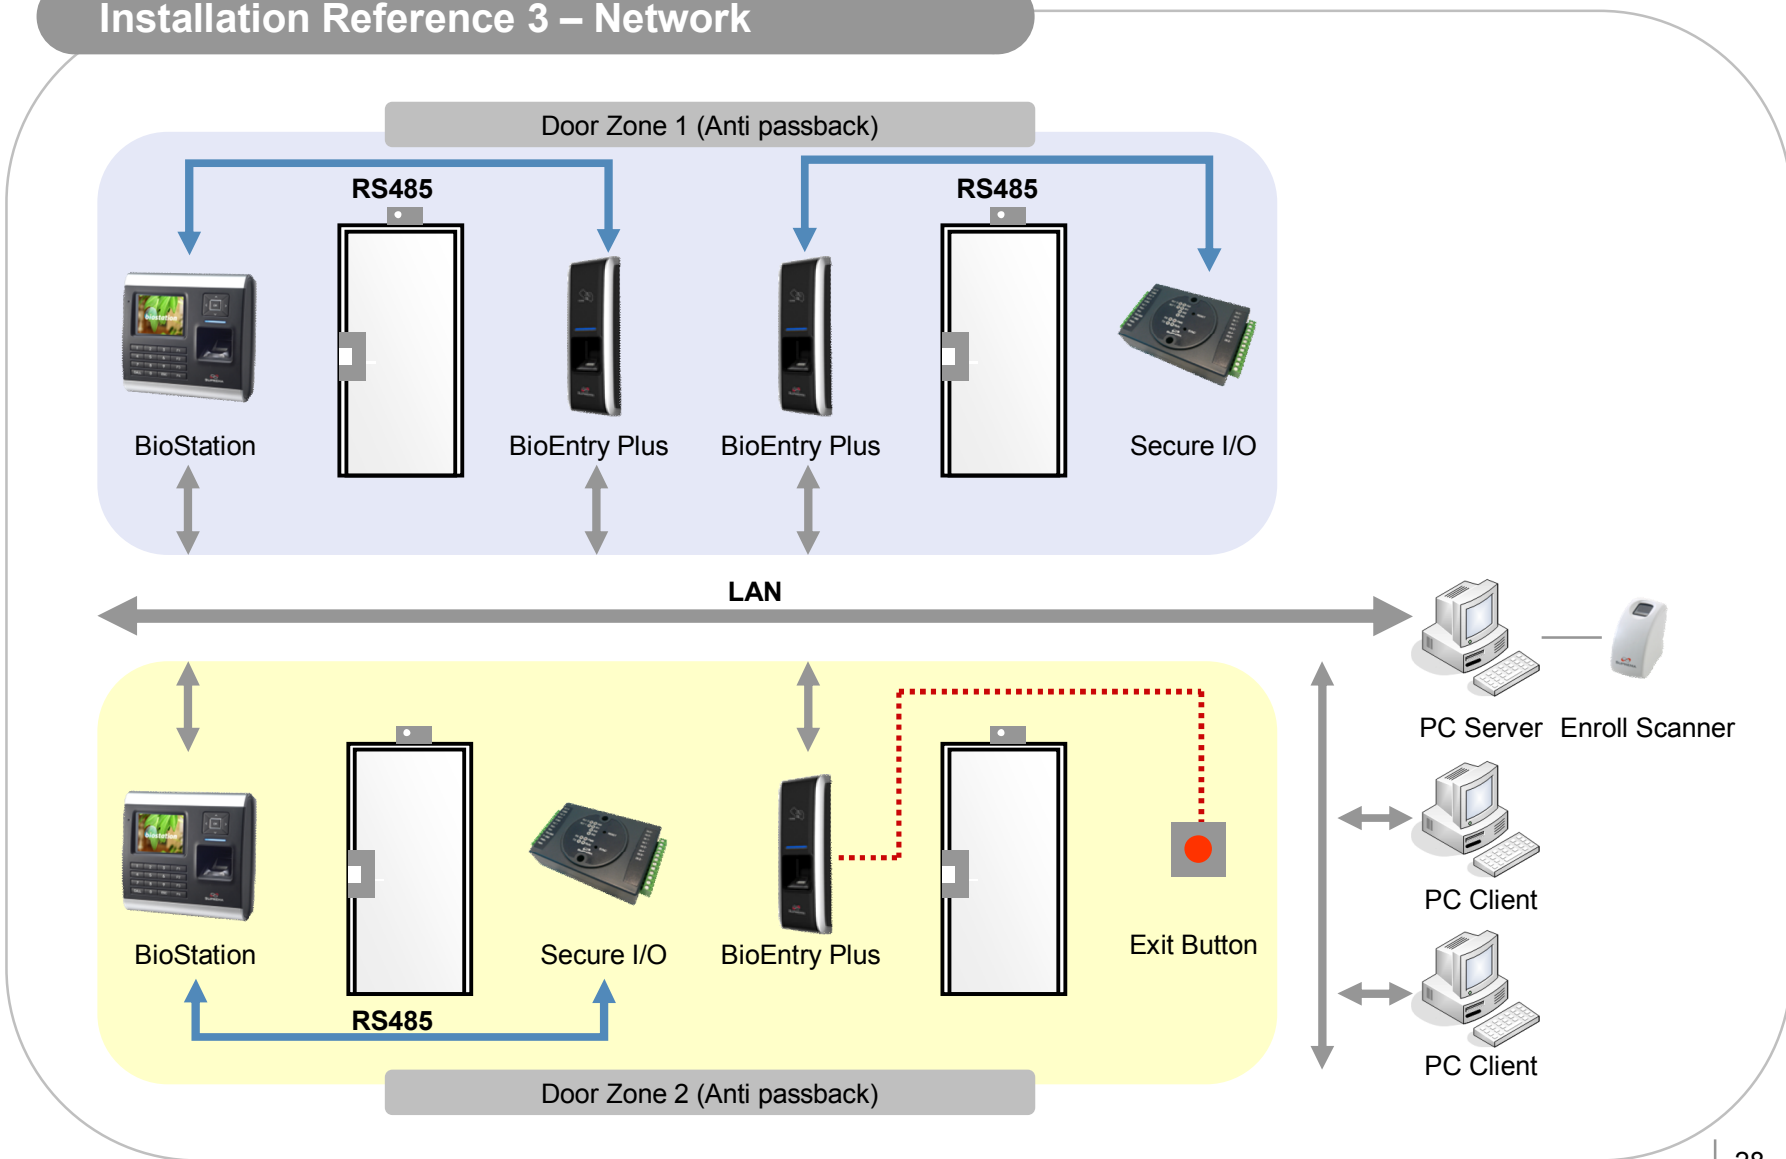 Installation Reference 3 – Network
Door Zone 1 (Anti passback)
RS485
RS485
BioStation
BioEntry Plus
BioEntry Plus
Secure I/O
LAN
PC Server
Enroll Scanner
PC Client
BioStation
Secure I/O
BioEntry Plus
Exit Button
RS485
PC Client
Door Zone 2 (Anti passback)